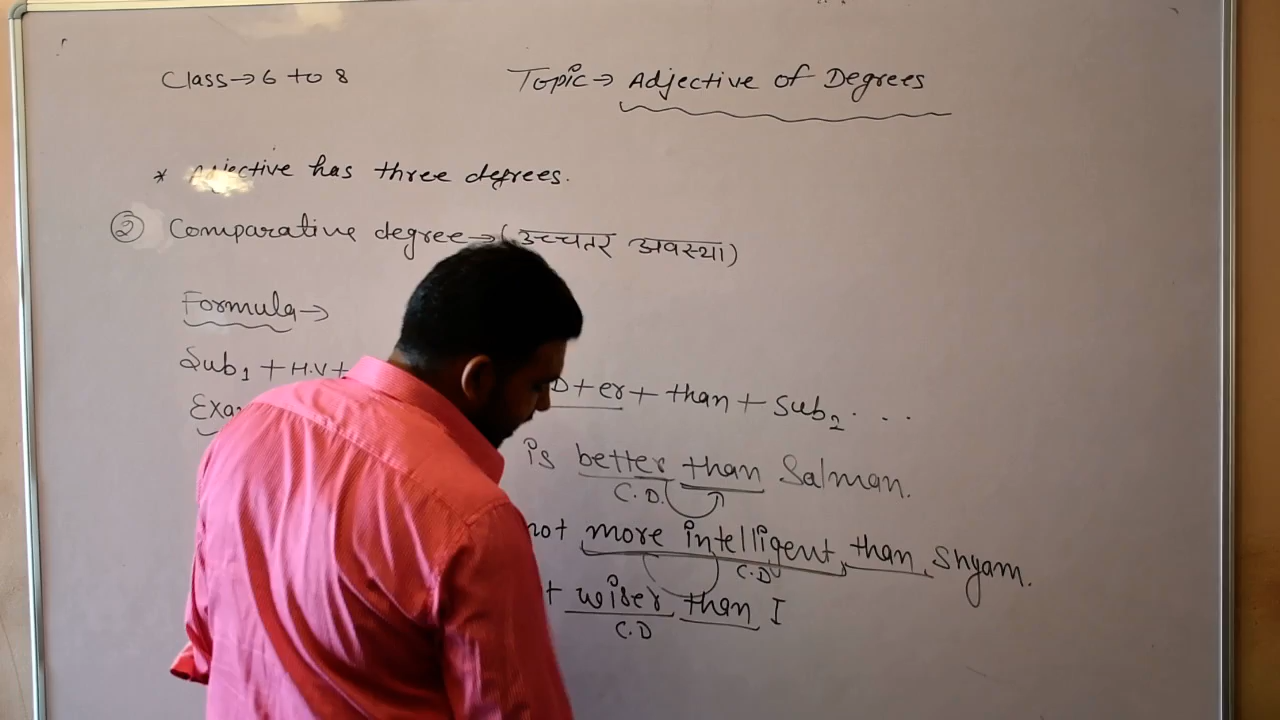 Class→6 to 8
Topic→ Adjective of Degrees
* Adjective has three degrees.
② Comparative degree→(उच्चतर अवस्था)
Formula→
Sub1 + H.V + D + er + than + Sub2 ...
is better than Salman.
C.D.
not more intelligent than Shyam.
C.D
wiser than I
C.D